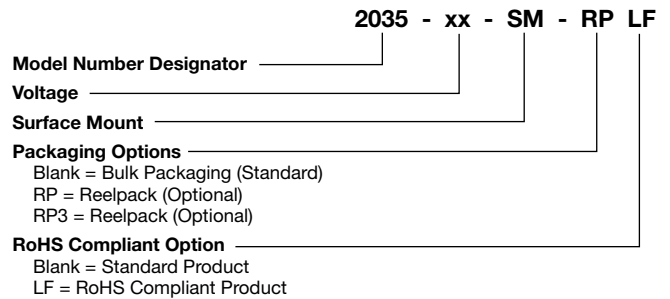 2035 - xx - SM - RP LF
Model Number Designator
Voltage
Surface Mount
Packaging Options
Blank = Bulk Packaging (Standard)
RP = Reelpack (Optional)
RP3 = Reelpack (Optional)
RoHS Compliant Option
Blank = Standard Product
LF = RoHS Compliant Product